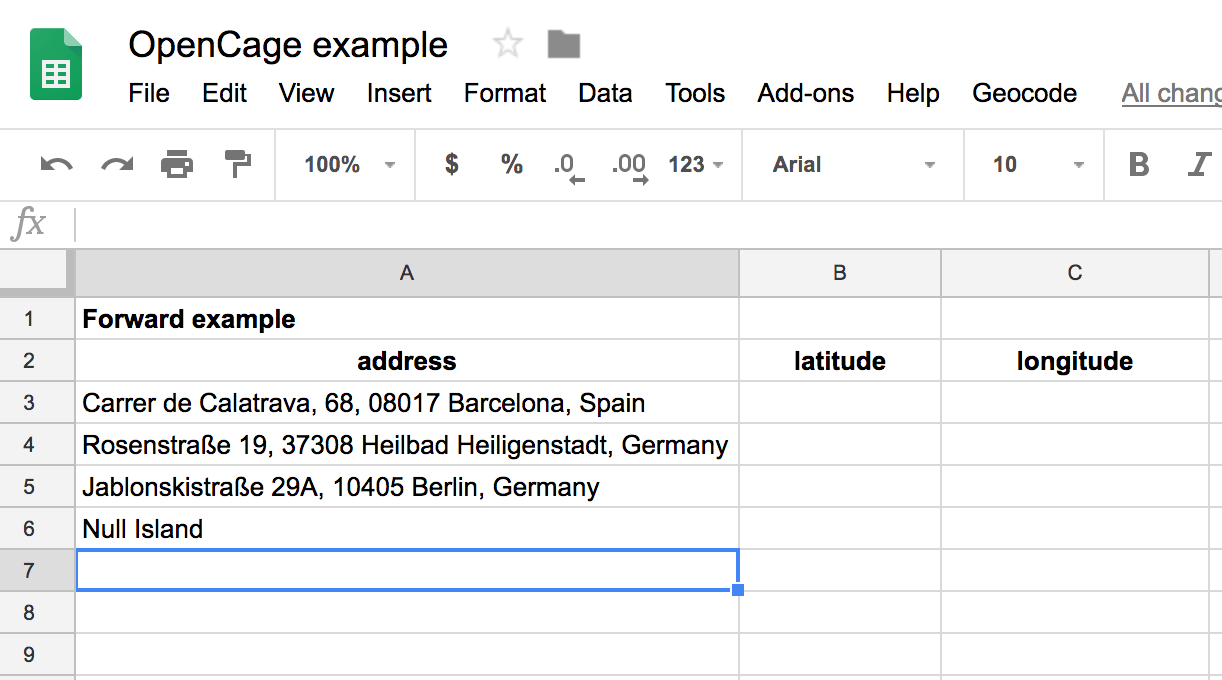 OpenCage example
File Edit View Insert Format Data Tools Add-ons Help Geocode All chang
100% $ % .0 .00 123 Arial 10 B I
fx
A B C
1 Forward example
2 address latitude longitude
3 Carrer de Calatrava, 68, 08017 Barcelona, Spain
4 Rosenstraße 19, 37308 Heilbad Heiligenstadt, Germany
5 Jablonskistraße 29A, 10405 Berlin, Germany
6 Null Island
7
8
9